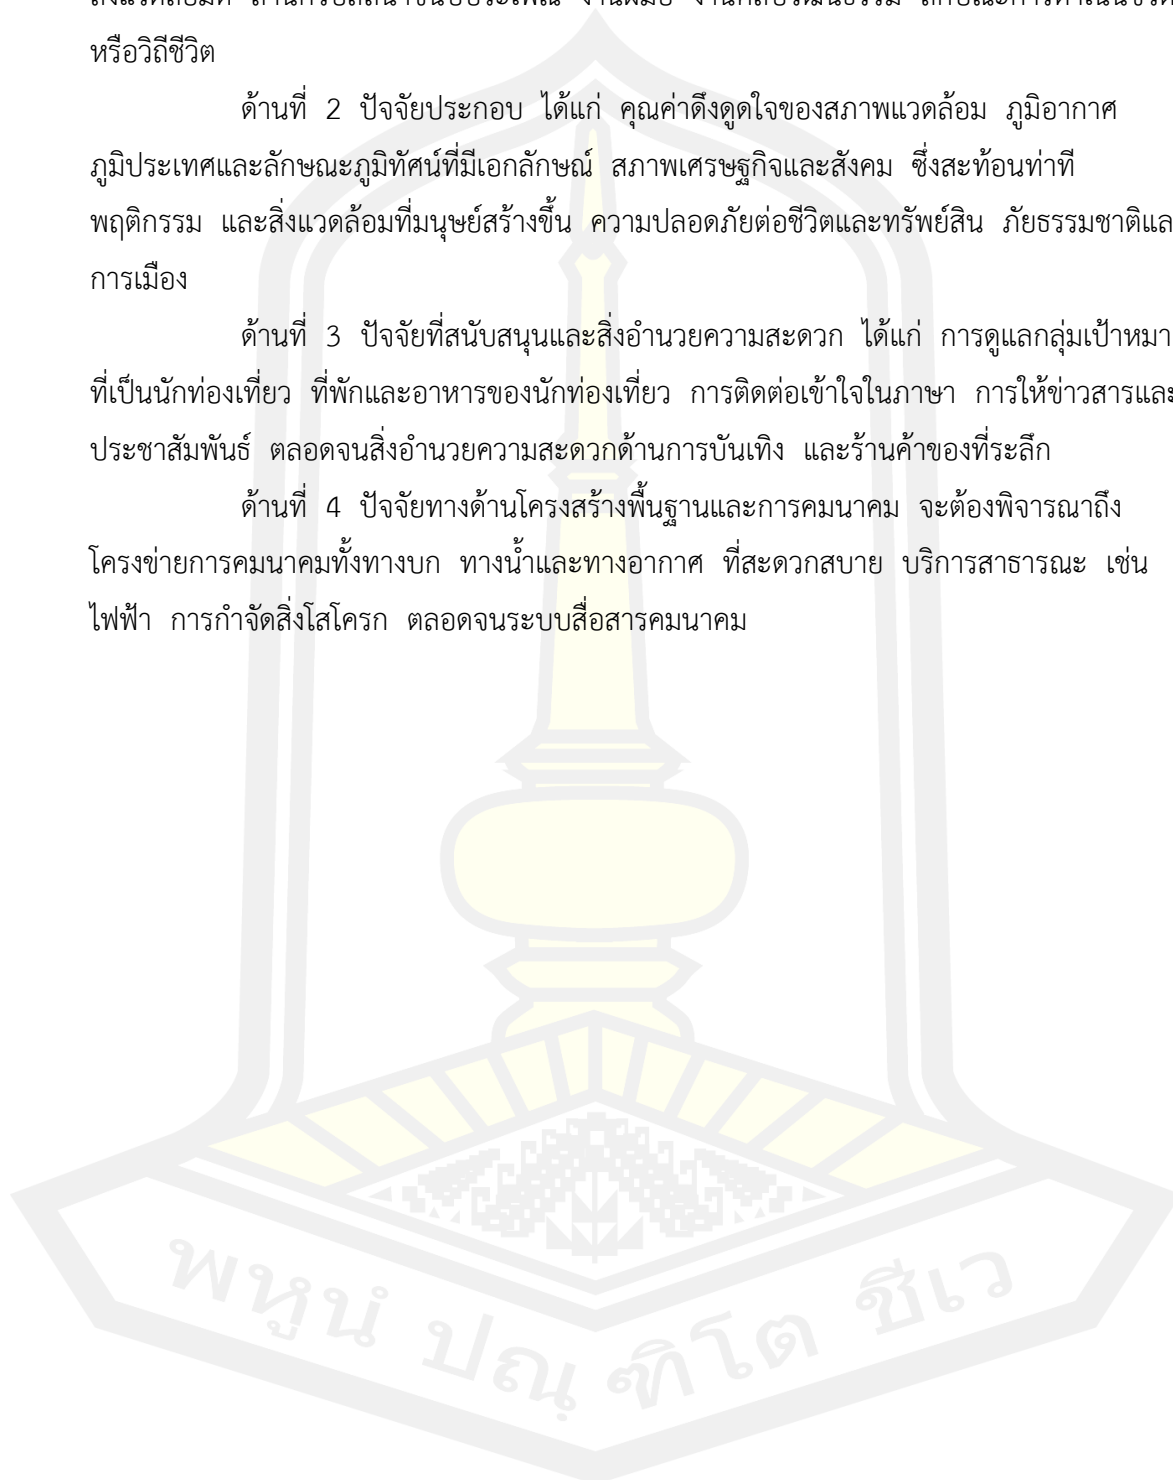 หรือวิถีชีวิต
ด้านที่ 2 ปัจจัยประกอบ ได้แก่ คุณค่าดึงดูดใจของสภาพแวดล้อม ภูมิอากาศ
ภูมิประเทศและลักษณะภูมิทัศน์ที่มีเอกลักษณ์ สภาพเศรษฐกิจและสังคม ซึ่งสะท้อนท่าที
พฤติกรรม และสิ่งแวดล้อมที่มนุษย์สร้างขึ้น ความปลอดภัยต่อชีวิตและทรัพย์สิน ภัยธรรมชาติแล
การเมือง
ด้านที่ 3 ปัจจัยที่สนับสนุนและสิ่งอำนวยความสะดวก ได้แก่ การดูแลกลุ่มเป้าหมา
ที่เป็นนักท่องเที่ยว ที่พักและอาหารของนักท่องเที่ยว การติดต่อเข้าใจในภาษา การให้ข่าวสารและ
ประชาสัมพันธ์ ตลอดจนสิ่งอำนวยความสะดวกด้านการบันเทิง และร้านค้าของที่ระลึก
ด้านที่ 4 ปัจจัยทางด้านโครงสร้างพื้นฐานและการคมนาคม จะต้องพิจารณาถึง
โครงข่ายการคมนาคมทั้งทางบก ทางน้ำและทางอากาศ ที่สะดวกสบาย บริการสาธารณะ เช่น
ไฟฟ้า การกำจัดสิ่งโสโครก ตลอดจนระบบสื่อสารคมนาคม
พหูนํ ปณฺฑิโต ชีเว